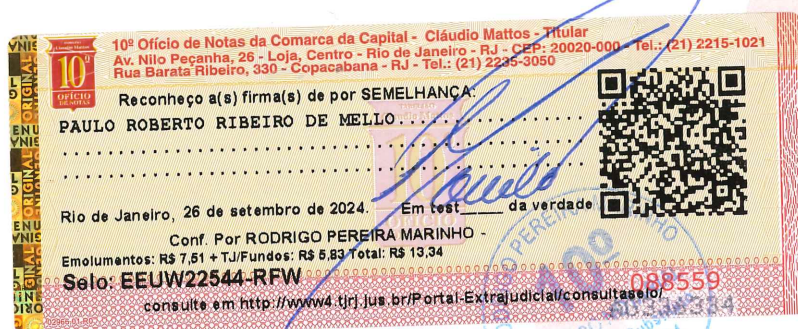 10º Ofício de Notas da Comarca da Capital - Cláudio Mattos - Titular
Av. Nilo Peçanha, 26 - Loja, Centro - Rio de Janeiro - RJ - CEP: 20020-000 - Tel.: (21) 2215-1021
Rua Barata Ribeiro, 330 - Copacabana - RJ - Tel.: (21) 2235-3050
10º
OFÍCIO
DE NOTAS
Reconheço a(s) firma(s) de por SEMELHANÇA:
PAULO ROBERTO RIBEIRO DE MELLO
Rio de Janeiro, 26 de setembro de 2024. Em test_____ da verdade
Conf. Por RODRIGO PEREIRA MARINHO -
Emolumentos: R$ 7,51 + TJ/Fundos: R$ 5,83 Total: R$ 13,34
Selo: EEUW22544-RFW
088559
consulte em http://www4.tjrj.jus.br/Portal-Extrajudicial/consultaselo/